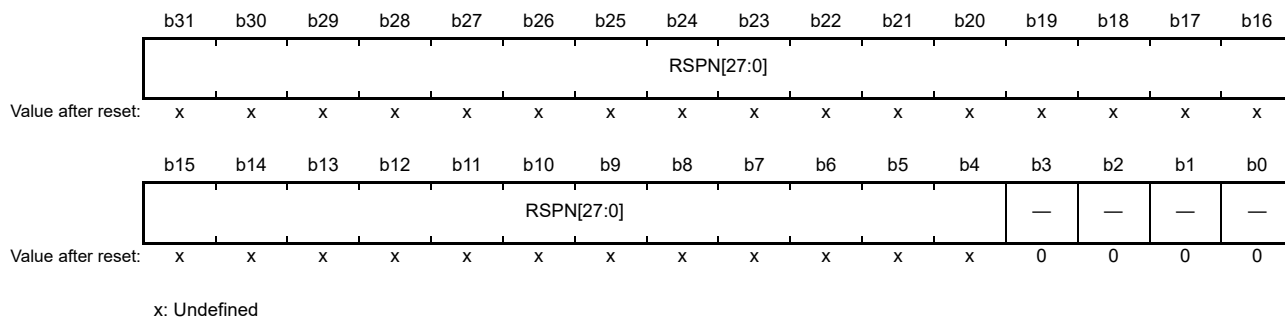 b31 b30 b29 b28 b27 b26 b25 b24 b23 b22 b21 b20 b19 b18 b17 b16
RSPN[27:0]
Value after reset: x x x x x x x x x x x x x x x x
b15 b14 b13 b12 b11 b10 b9 b8 b7 b6 b5 b4 b3 b2 b1 b0
RSPN[27:0] — — — —
Value after reset: x x x x x x x x x x x x 0 0 0 0
x: Undefined